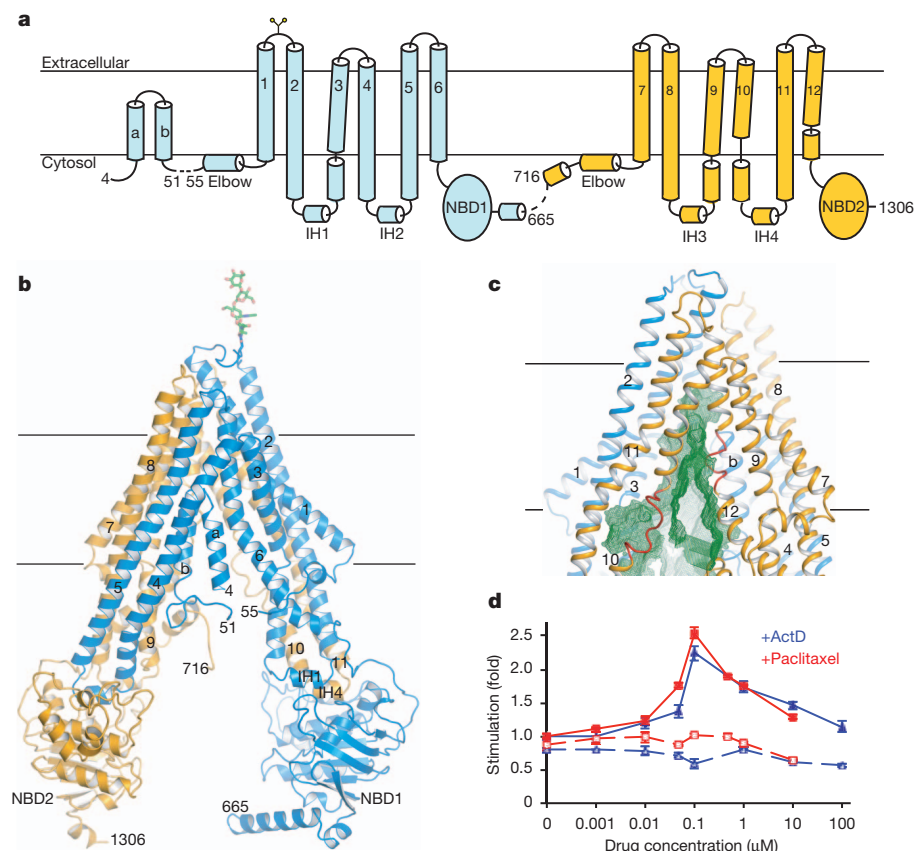 a
Extracellular
Cytosol
a
b
1
2
3
4
5
6
7
8
9
10
11
12
4
51
55
Elbow
IH1
IH2
NBD1
665
716
Elbow
IH3
IH4
NBD2
1306
b
2
8
3
1
7
a
6
5
4
b
4
55
51
9
10
11
716
IH1
IH4
NBD2
NBD1
665
1306
c
2
8
1
11
b
9
3
7
12
4
5
10
d
+ActD
+Paclitaxel
Stimulation (fold)
2.5
2.0
1.5
1.0
0.5
0
0
0.001
0.01
0.1
1
10
100
Drug concentration (μM)